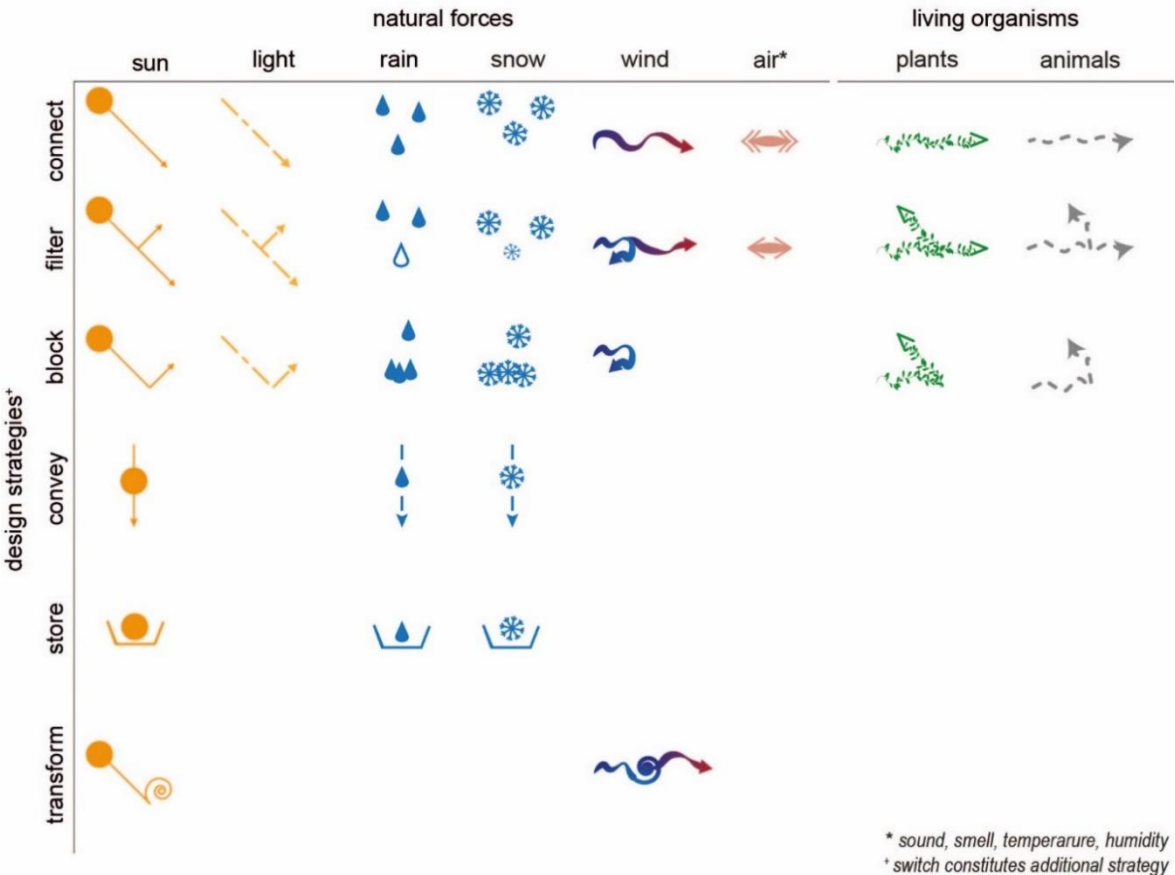 natural forces living organisms
sun light rain snow wind air* plants animals
connect
filter
block
convey
store
transform
design strategies+
* sound, smell, temperarure, humidity
+ switch constitutes additional strategy